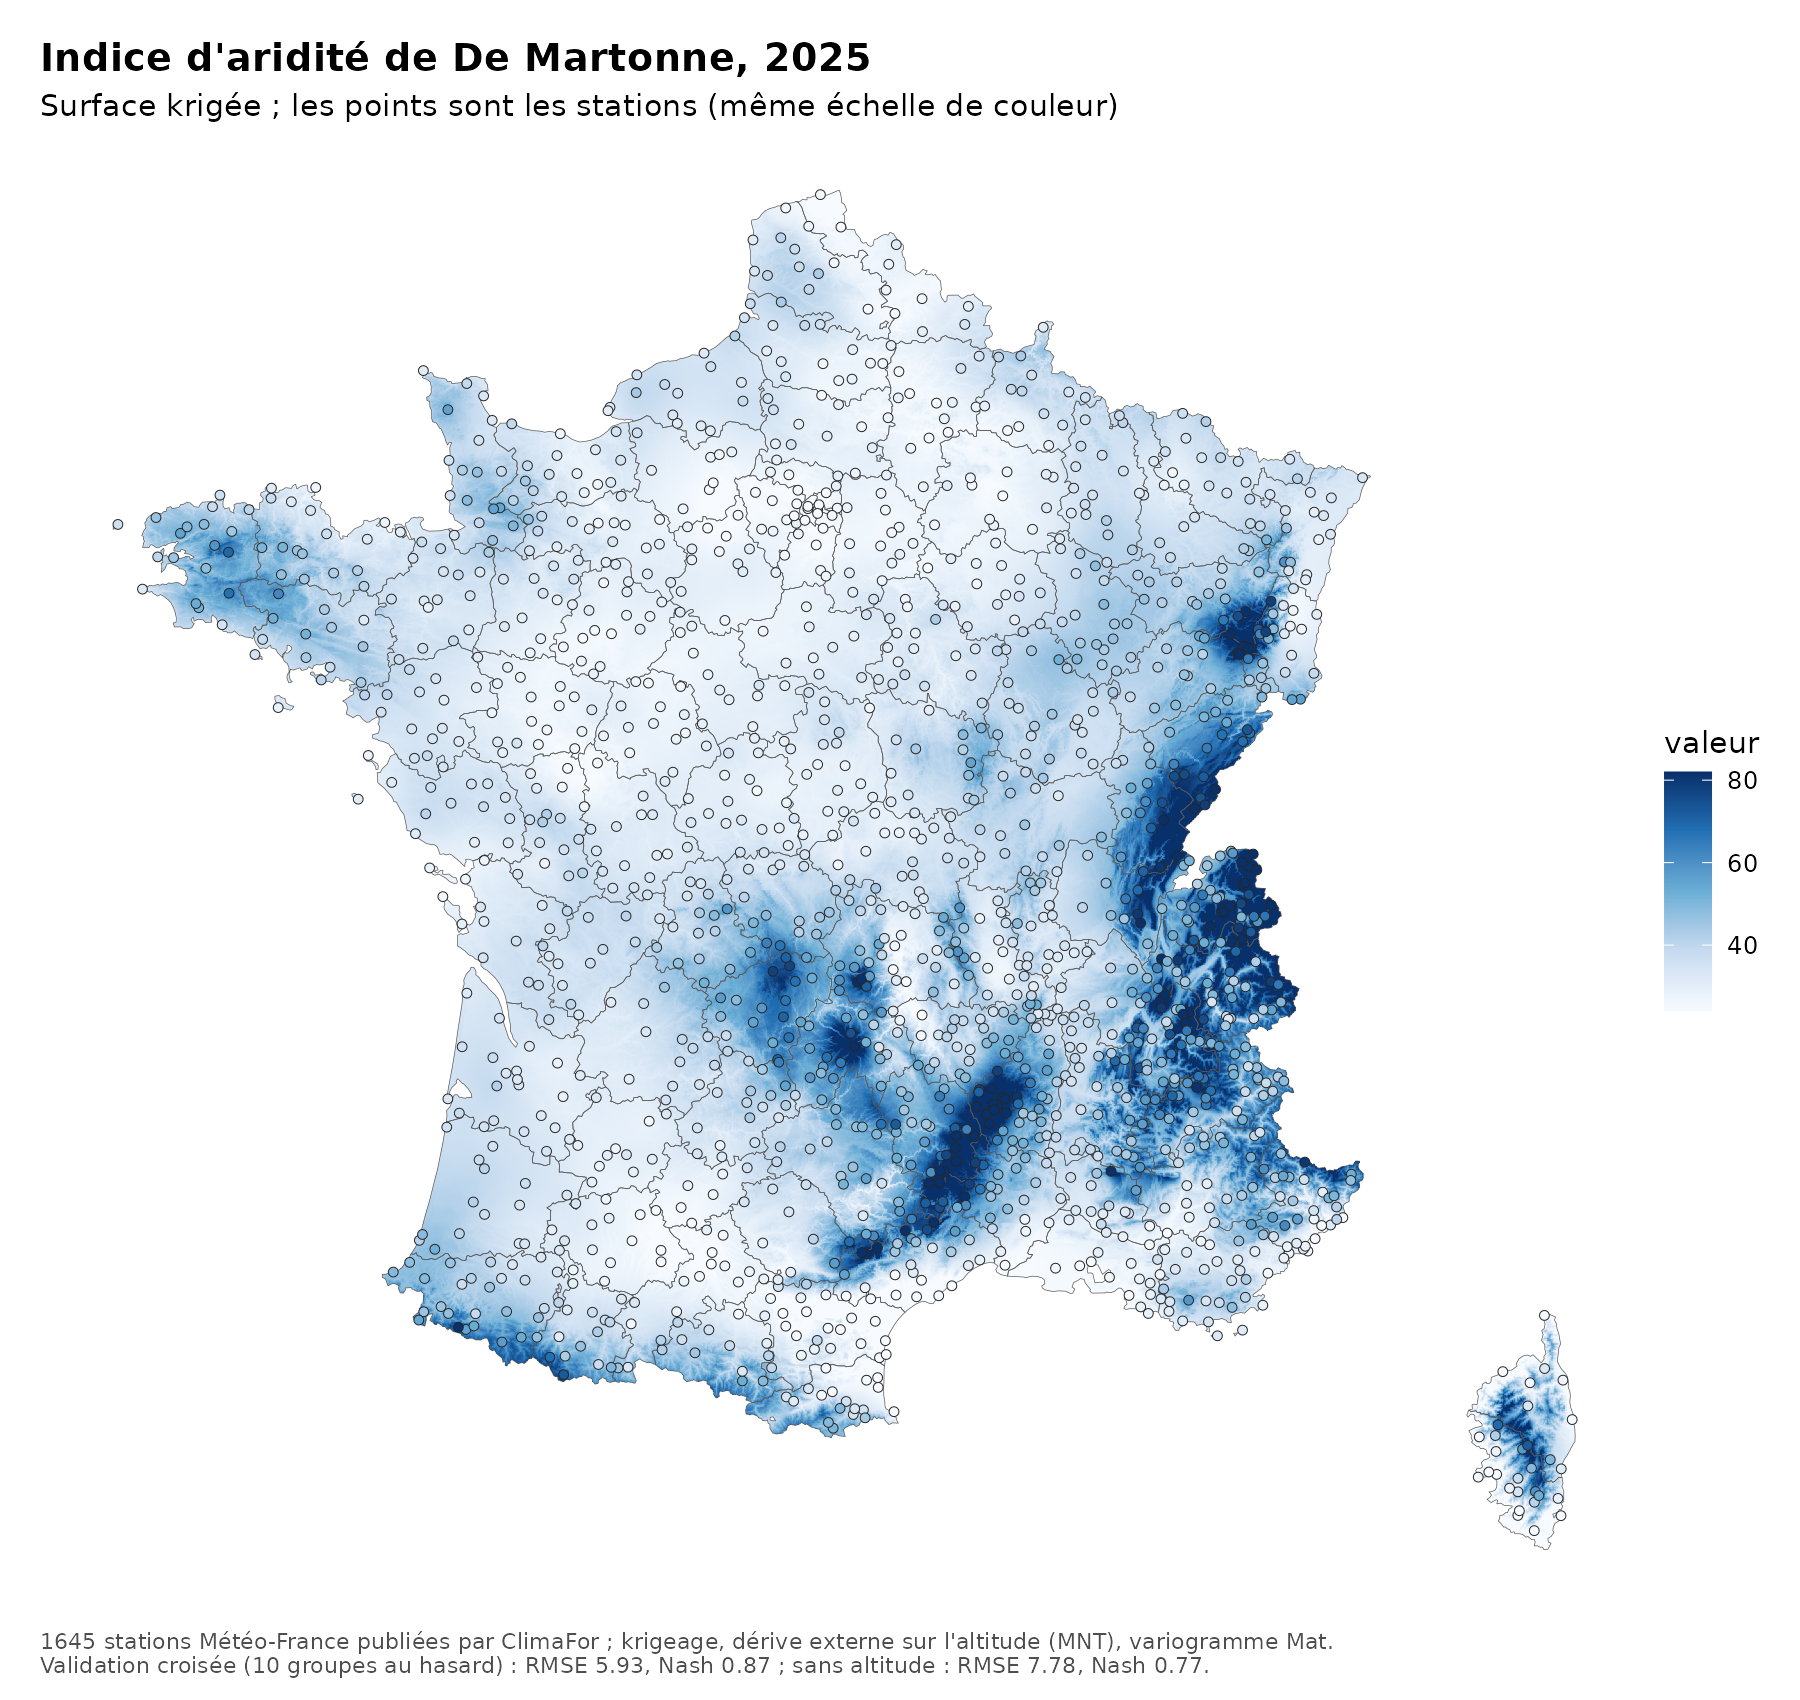 Indice d'aridité de De Martonne, 2025
Surface krigée ; les points sont les stations (même échelle de couleur)
valeur
80
60
40
1645 stations Météo-France publiées par ClimaFor ; krigeage, dérive externe sur l'altitude (MNT), variogramme Mat.
Validation croisée (10 groupes au hasard) : RMSE 5.93, Nash 0.87 ; sans altitude : RMSE 7.78, Nash 0.77.